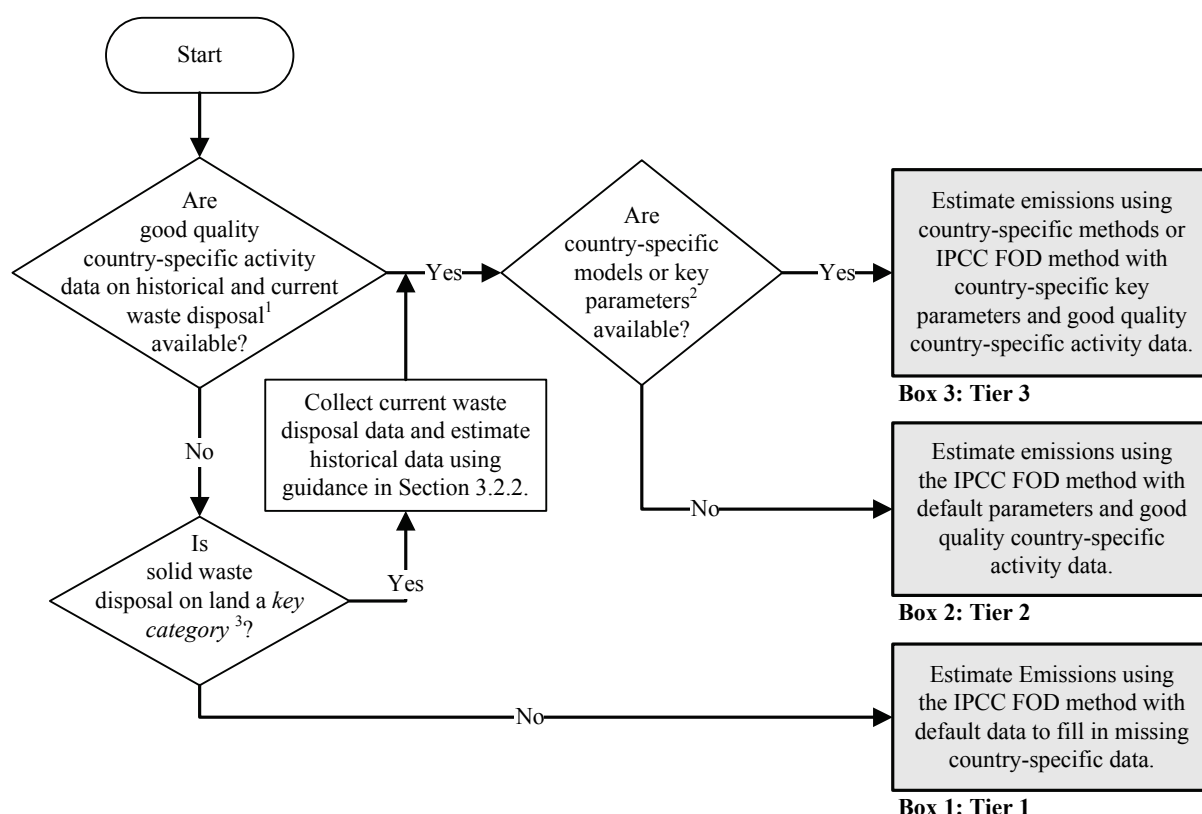 Start
Are
good quality
country-specific activity
data on historical and current
waste disposal1
available?
Yes
Are
country-specific
models or key
parameters2
available?
Yes
Estimate emissions using
country-specific methods or
IPCC FOD method with
country-specific key
parameters and good quality
country-specific activity data.
Box 3: Tier 3
No
Collect current waste
disposal data and estimate
historical data using
guidance in Section 3.2.2.
No
Estimate emissions using
the IPCC FOD method with
default parameters and good
quality country-specific
activity data.
Box 2: Tier 2
Is
solid waste
disposal on land a key
category 3?
Yes
No
Estimate Emissions using
the IPCC FOD method with
default data to fill in missing
country-specific data.
Box 1: Tier 1